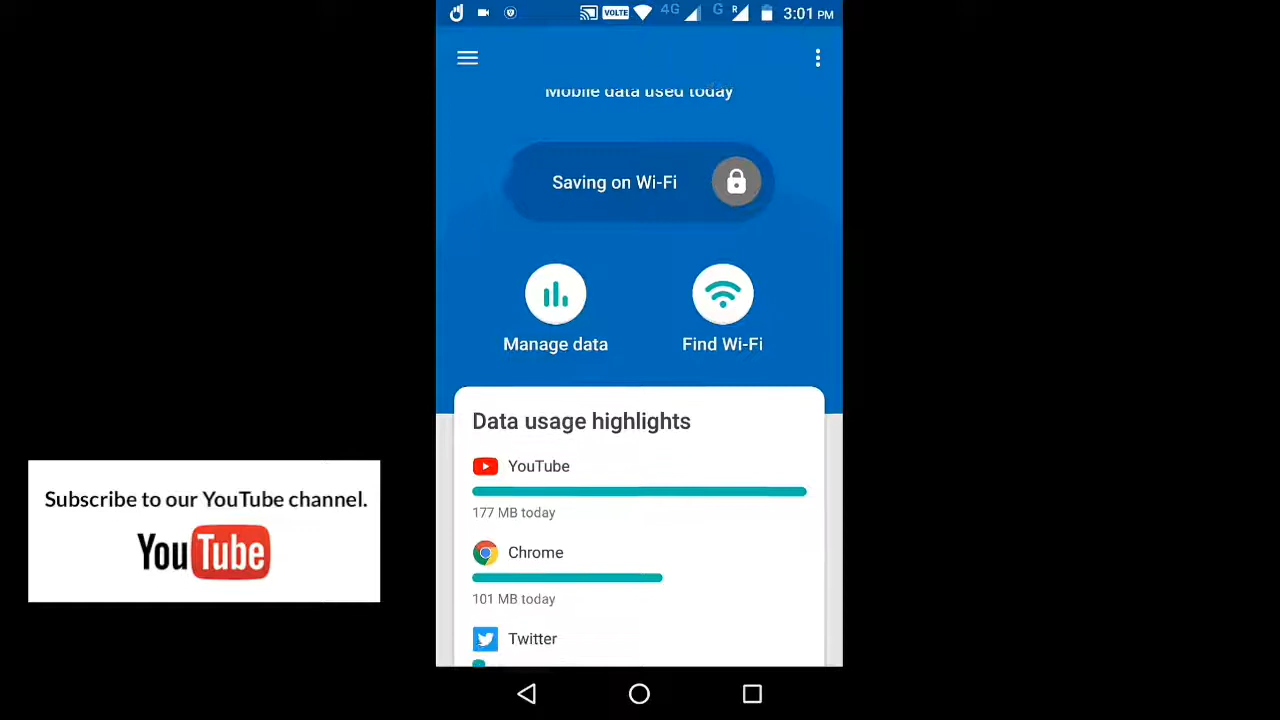 VOLTE 4G G R 3:01 PM
Mobile data used today
Saving on Wi-Fi
Manage data
Find Wi-Fi
Data usage highlights
YouTube
177 MB today
Chrome
101 MB today
Twitter
Subscribe to our YouTube channel.
YouTube